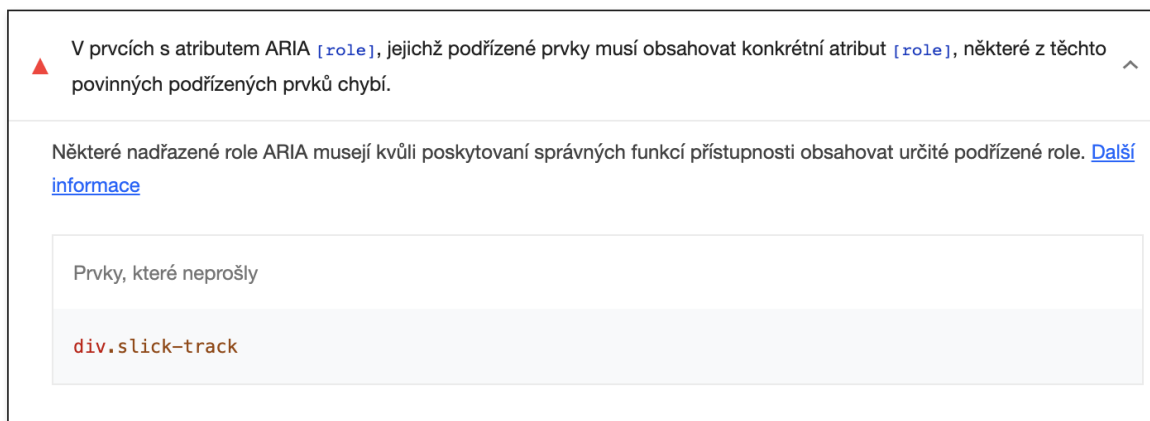 V prvcích s atributem ARIA [role], jejichž podřízené prvky musí obsahovat konkrétní atribut [role], některé z těchto
povinných podřízených prvků chybí.
Některé nadřazené role ARIA musejí kvůli poskytovaní správných funkcí přístupnosti obsahovat určité podřízené role. Další
informace
Prvky, které neprošly
div.slick-track